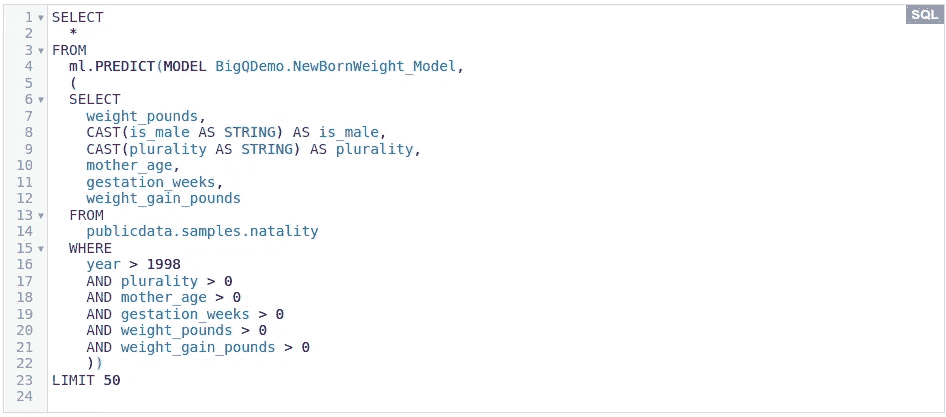 SQL
1 SELECT
2   *
3 FROM
4   ml.PREDICT(MODEL BigQDemo.NewBornWeight_Model,
5   (
6   SELECT
7     weight_pounds,
8     CAST(is_male AS STRING) AS is_male,
9     CAST(plurality AS STRING) AS plurality,
10     mother_age,
11     gestation_weeks,
12     weight_gain_pounds
13   FROM
14     publicdata.samples.natality
15   WHERE
16     year > 1998
17     AND plurality > 0
18     AND mother_age > 0
19     AND gestation_weeks > 0
20     AND weight_pounds > 0
21     AND weight_gain_pounds > 0
22     ))
23 LIMIT 50
24